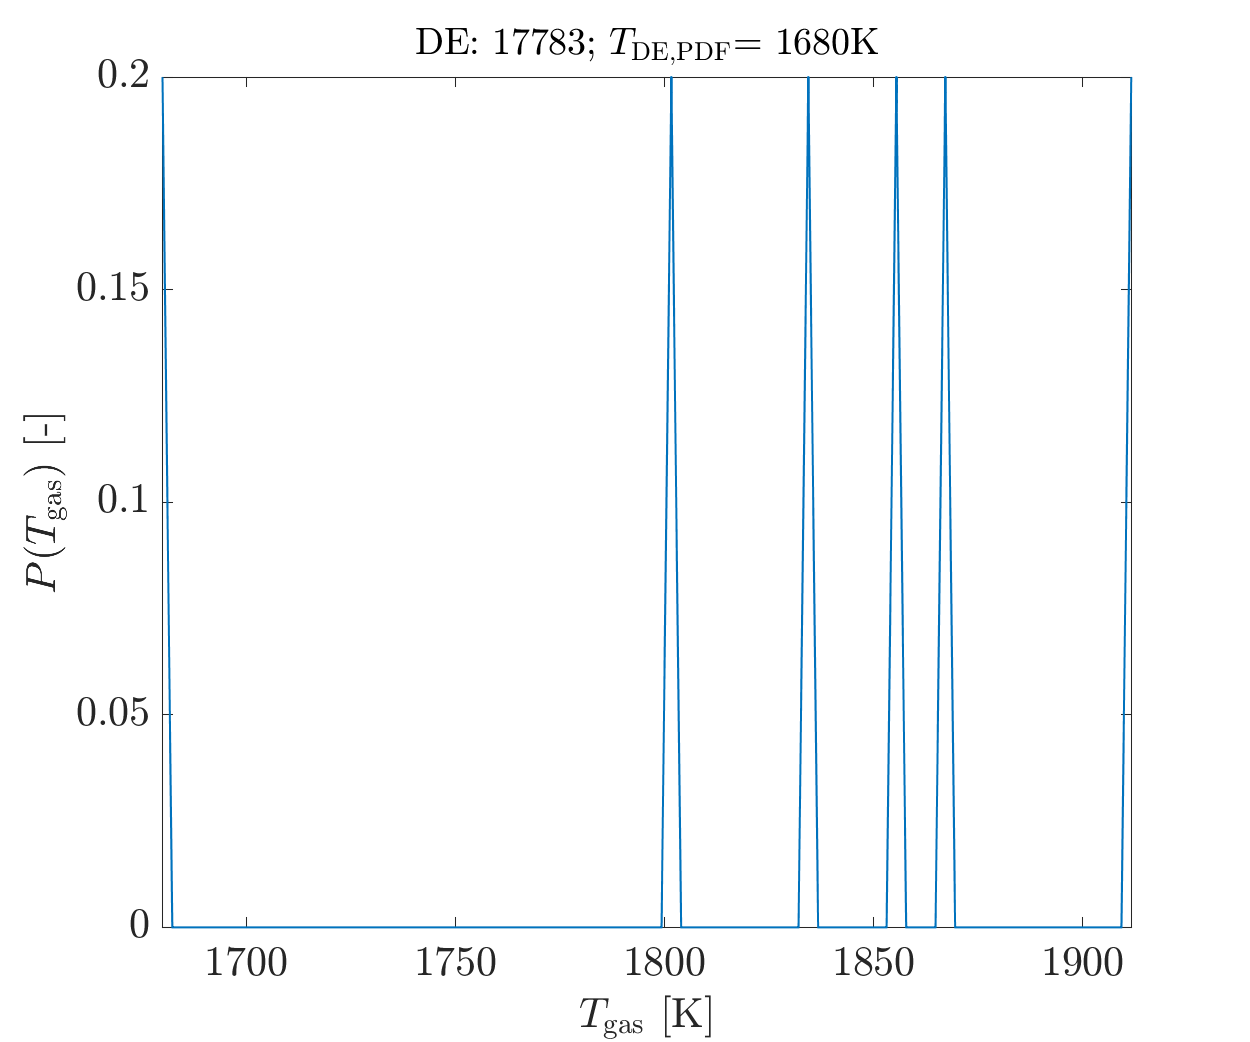 DE: 17783; T_DE,PDF= 1680K
0.2
0.15
0.1
0.05
0
P(T_gas) [-]
1700 1750 1800 1850 1900
T_gas [K]